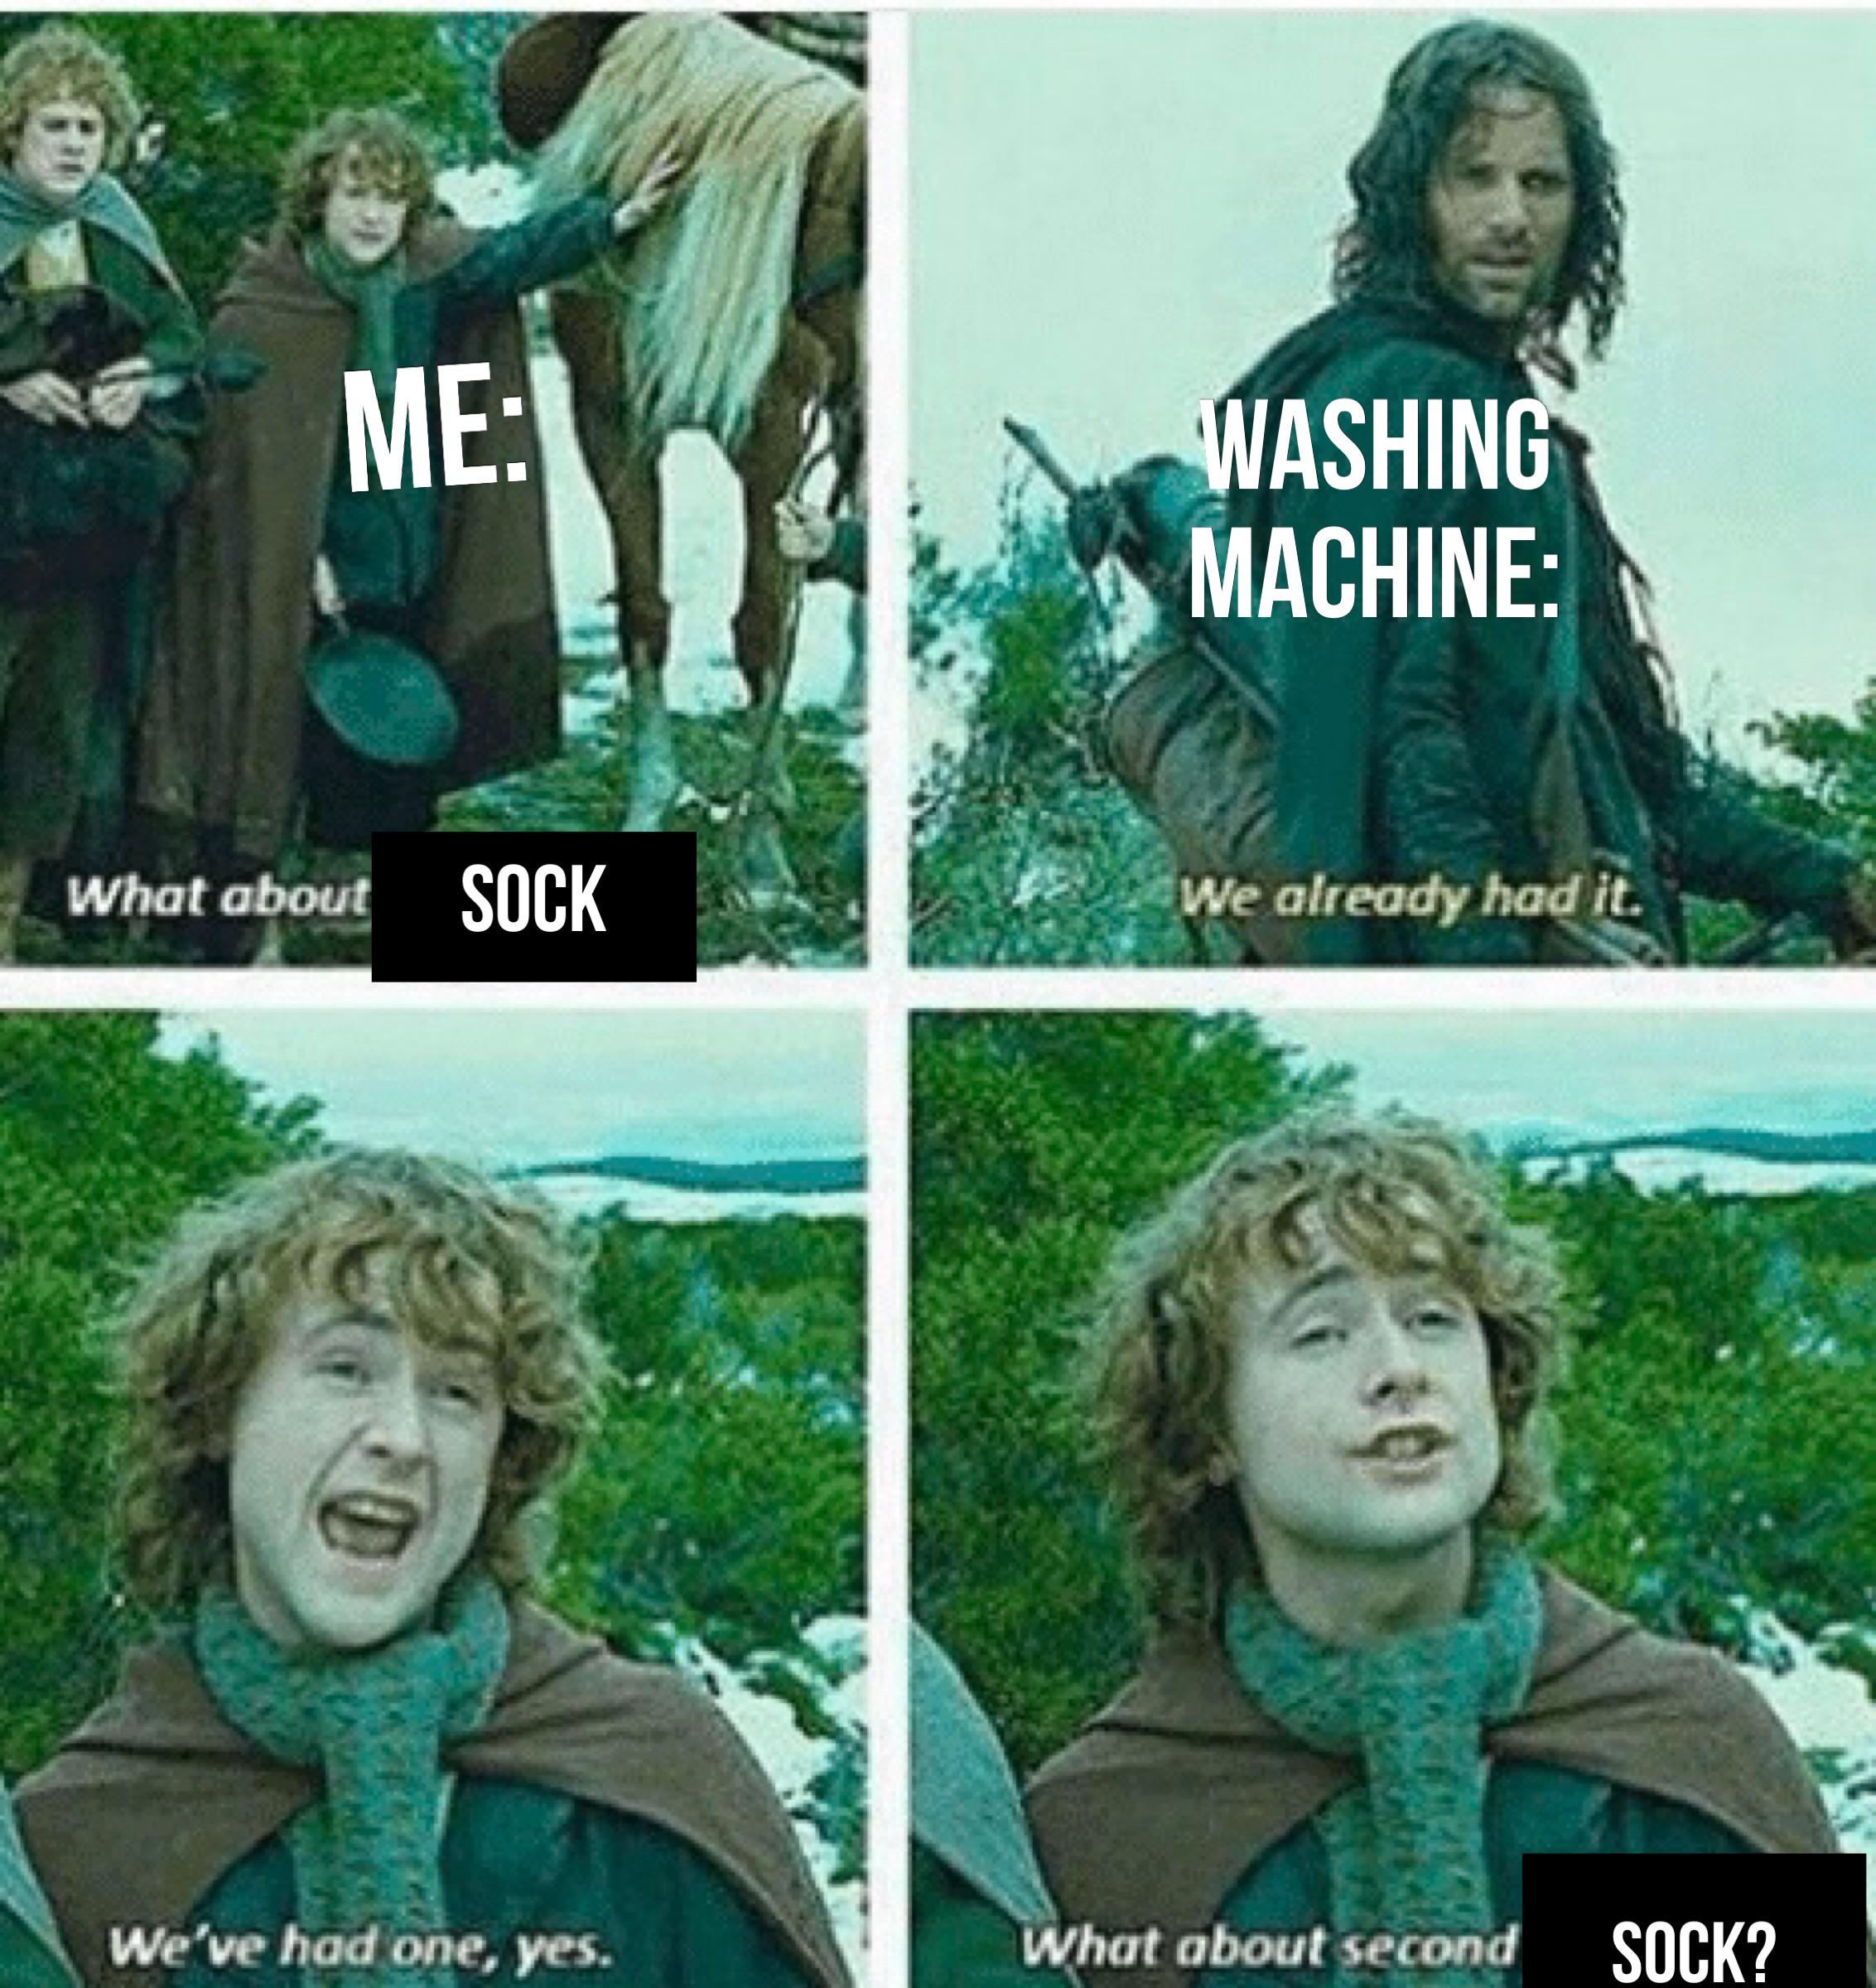 ME:
What about SOCK
WASHING
MACHINE:
We already had it.
We've had one, yes.
What about second SOCK?